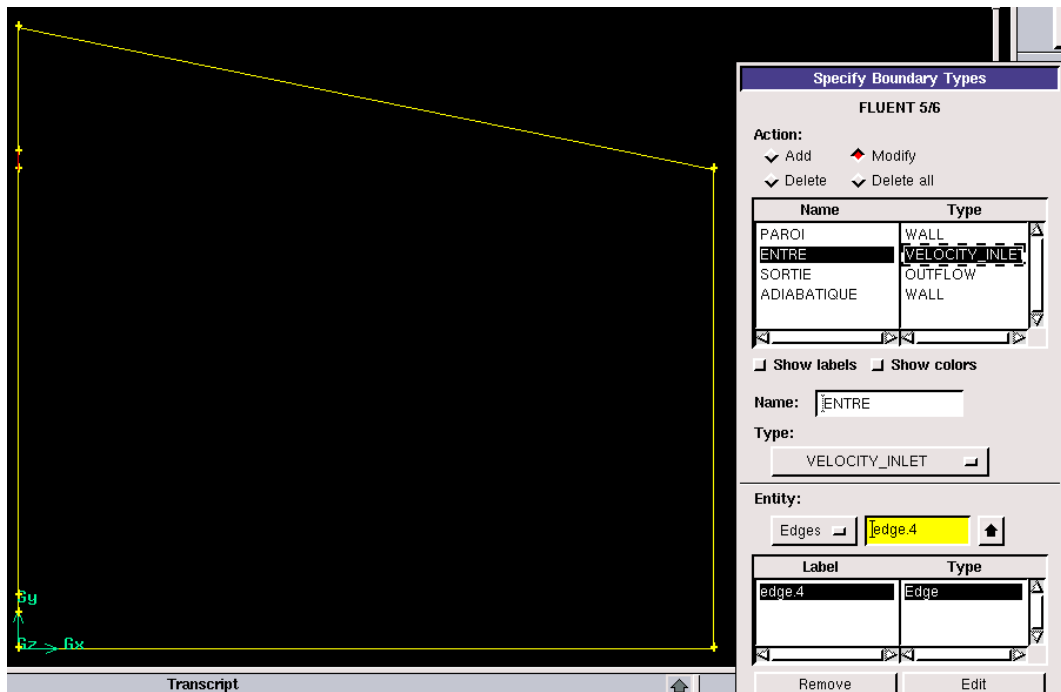 Specify Boundary Types
FLUENT 5/6
Action:
Add Modify
Delete Delete all
Name Type
PAROI WALL
ENTRE VELOCITY_INLET
SORTIE OUTFLOW
ADIABATIQUE WALL
Show labels Show colors
Name: ENTRE
Type:
VELOCITY_INLET
Entity:
Edges edge.4
Label Type
edge.4 Edge
Remove Edit
Gy
Gz Gx
Transcript